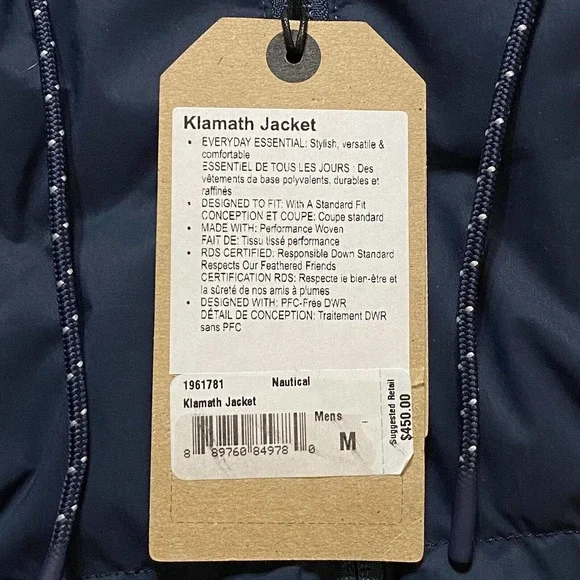 Klamath Jacket
• EVERYDAY ESSENTIAL: Stylish, versatile &
comfortable
ESSENTIEL DE TOUS LES JOURS : Des
vêtements de base polyvalents, durables et
raffinés
• DESIGNED TO FIT: With A Standard Fit
CONCEPTION ET COUPE: Coupe standard
• MADE WITH: Performance Woven
FAIT DE: Tissu tissé performance
• RDS CERTIFIED: Responsible Down Standard
Respects Our Feathered Friends
CERTIFICATION RDS: Respecte le bien-être et
la sûreté de nos amis à plumes
• DESIGNED WITH: PFC-Free DWR
DÉTAIL DE CONCEPTION: Traitement DWR
sans PFC
1961781 Nautical
Klamath Jacket
Mens _
M
8 89760 84978 0
Suggested Retail
$450.00